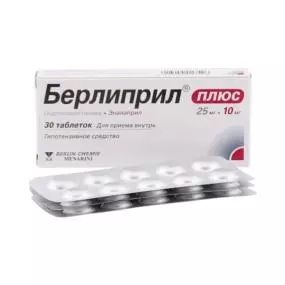 Берлиприл®
ПЛЮС
Гидрохлоротиазид + Эналаприл
25 мг + 10 мг
30 таблеток Для приема внутрь
Гипотензивное средство
BERLIN-CHEMIE
MENARINI